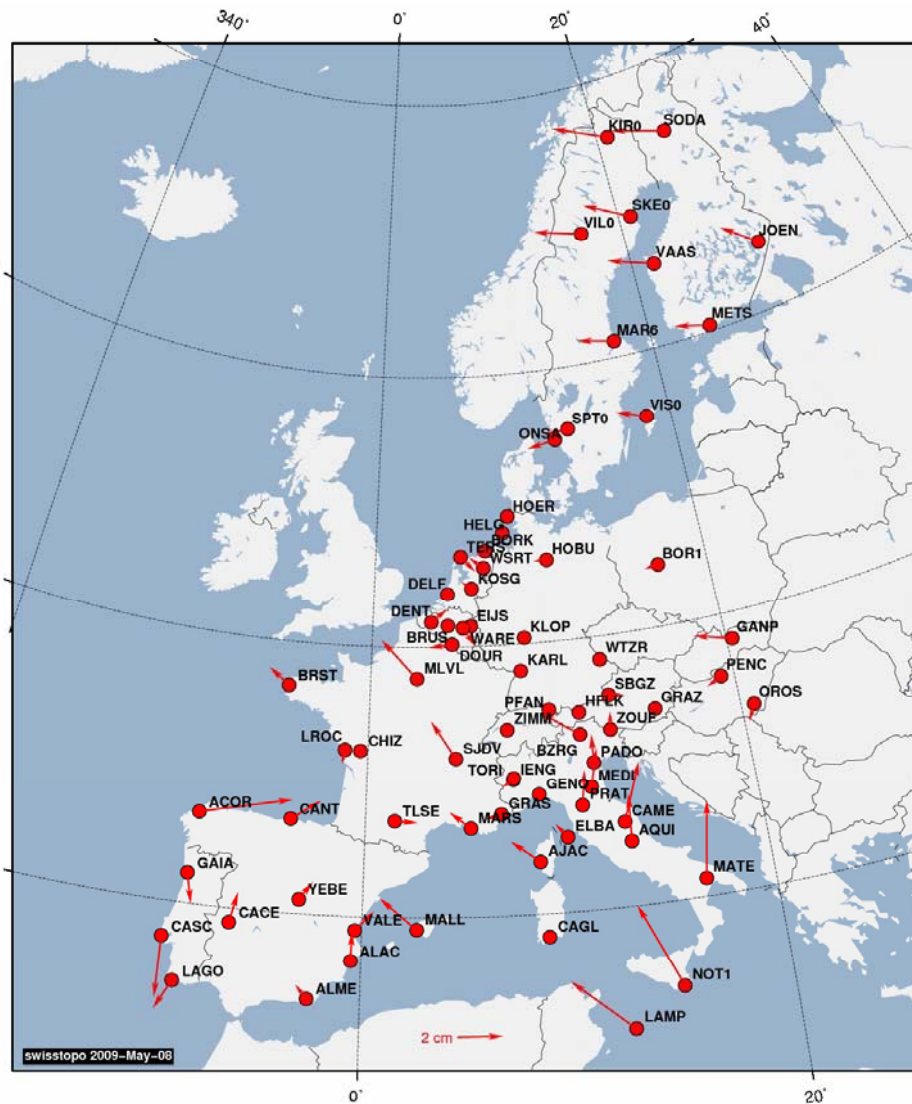 340° 0° 20° 40°
KIR0 SODA
SKE0
VIL0 JOEN
VAAS
METS
MAR6
VIS0
SPT0
ONSA
HOER
HELG
BORK
TERS HOBU
WSRT BOR1
KOSG
DELF
DENT EIJS
KLOP GANP
BRUS WARE
DOUR WTZR
MLVL KARL PENC
BRST
SBGZ OROS
PFAN HFLK GRAZ
ZIMM ZOUF
LROC CHIZ
SJDV BZRG PADO
TORI IENG
MEDI
GENO
PRAT
ACOR GRAS
CANT TLSE CAME
MARS ELBA
AQUI
AJAC
GAIA
MATE
YEBE
CACE
CASC VALE MALL
CAGL
ALAC
LAGO NOT1
ALME
LAMP
2 cm
swisstopo 2009-May-08
0° 20°